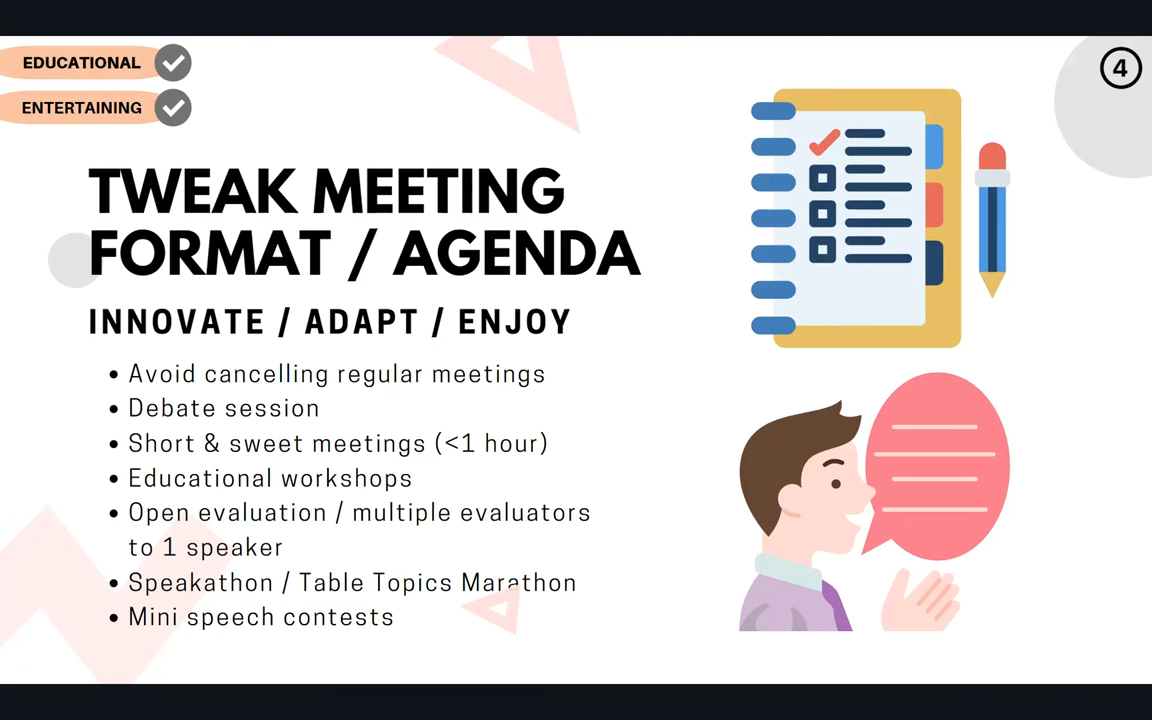 EDUCATIONAL
ENTERTAINING
4
TWEAK MEETING
FORMAT / AGENDA
INNOVATE / ADAPT / ENJOY
• Avoid cancelling regular meetings
• Debate session
• Short & sweet meetings (<1 hour)
• Educational workshops
• Open evaluation / multiple evaluators
to 1 speaker
• Speakathon / Table Topics Marathon
• Mini speech contests